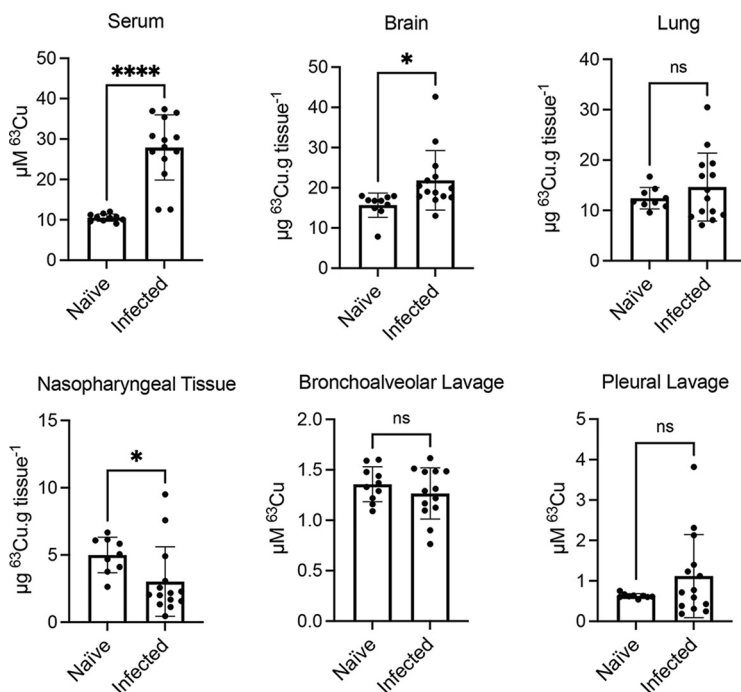 Serum
Brain
Lung
µM ⁶³Cu
50
40
30
20
10
0
****
Naïve
Infected
µg ⁶³Cu.g tissue⁻¹
50
40
30
20
10
0
*
Naïve
Infected
µg ⁶³Cu.g tissue⁻¹
40
30
20
10
0
ns
Naïve
Infected
Nasopharyngeal Tissue
Bronchoalveolar Lavage
Pleural Lavage
µg ⁶³Cu.g tissue⁻¹
15
10
5
0
*
Naïve
Infected
µM ⁶³Cu
2.0
1.5
1.0
0.5
0.0
ns
Naïve
Infected
µM ⁶³Cu
5
4
3
2
1
0
ns
Naïve
Infected